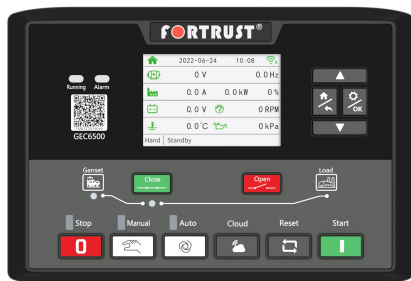 FORTRUST®
2022-06-24 10:08
0 V 0.0 Hz
0.0 A 0.0 kW 0 %
0.0 V 0 RPM
0.0 °C 0 kPa
Hand Standby
Running Alarm
GEC6500
OK
Genset
Close
Open
Load
Stop Manual Auto Cloud Reset Start
0 I